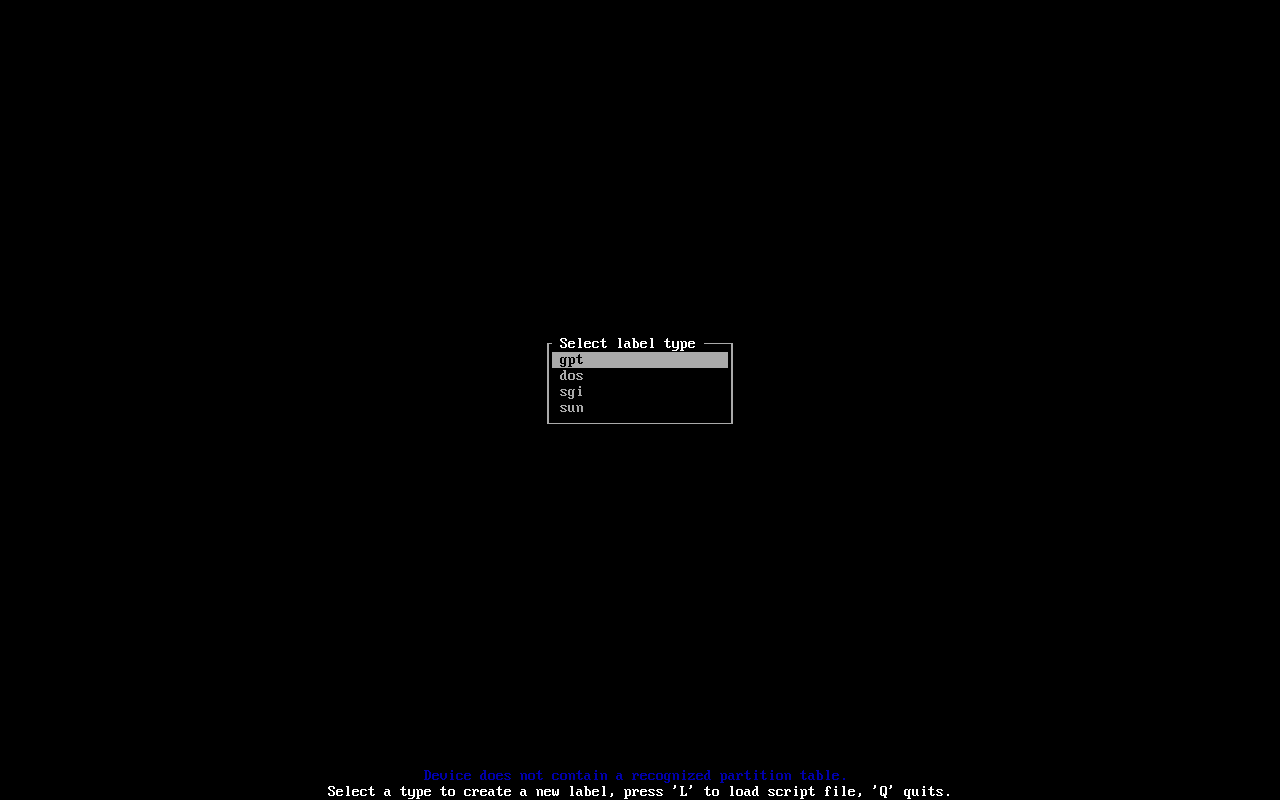 Select label type
gpt
dos
sgi
sun
Device does not contain a recognized partition table.
Select a type to create a new label, press 'L' to load script file, 'Q' quits.